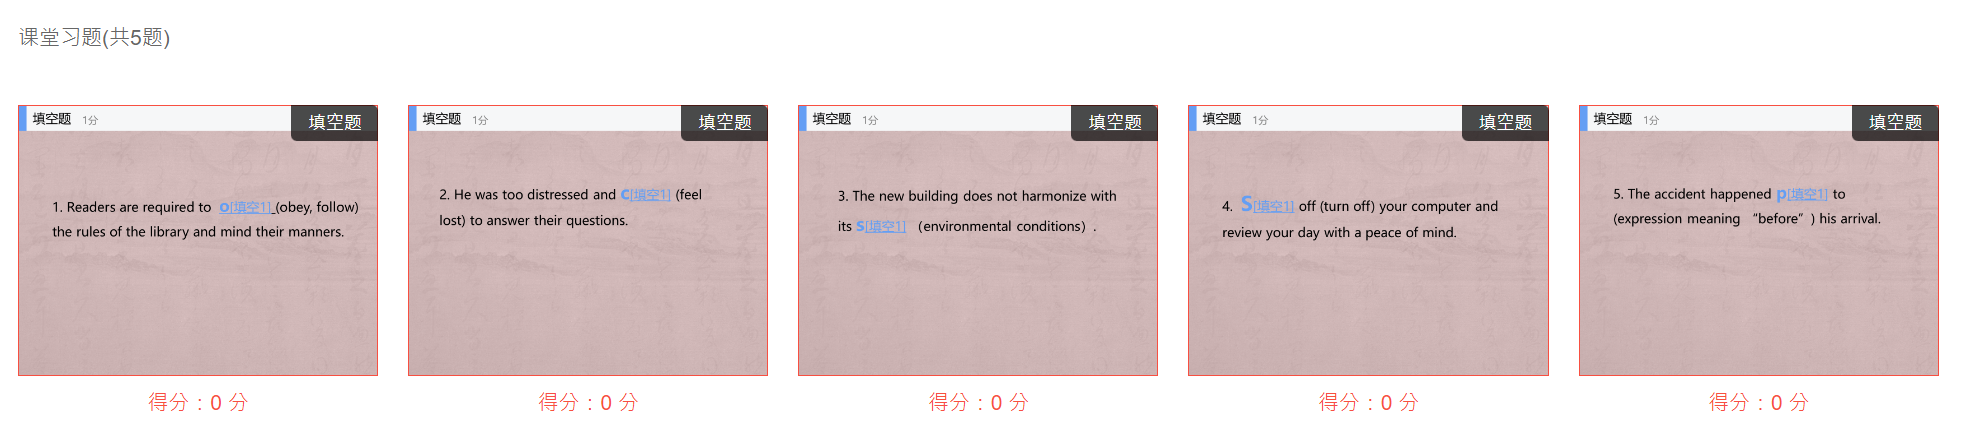 课堂习题(共5题)
填空题 1分 填空题
1. Readers are required to o[填空1] (obey, follow)
the rules of the library and mind their manners.
得分：0 分
填空题 1分 填空题
2. He was too distressed and c[填空1] (feel
lost) to answer their questions.
得分：0 分
填空题 1分 填空题
3. The new building does not harmonize with
its s[填空1] （environmental conditions）.
得分：0 分
填空题 1分 填空题
4. S[填空1] off (turn off) your computer and
review your day with a peace of mind.
得分：0 分
填空题 1分 填空题
5. The accident happened p[填空1] to
(expression meaning “before”) his arrival.
得分：0 分